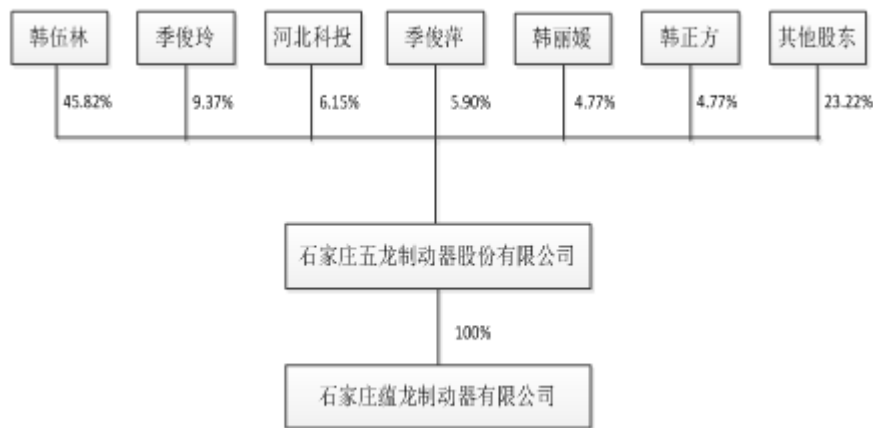 韩伍林 季俊玲 河北科投 季俊萍 韩丽媛 韩正方 其他股东
45.82% 9.37% 6.15% 5.90% 4.77% 4.77% 23.22%
石家庄五龙制动器股份有限公司
100%
石家庄蕴龙制动器有限公司